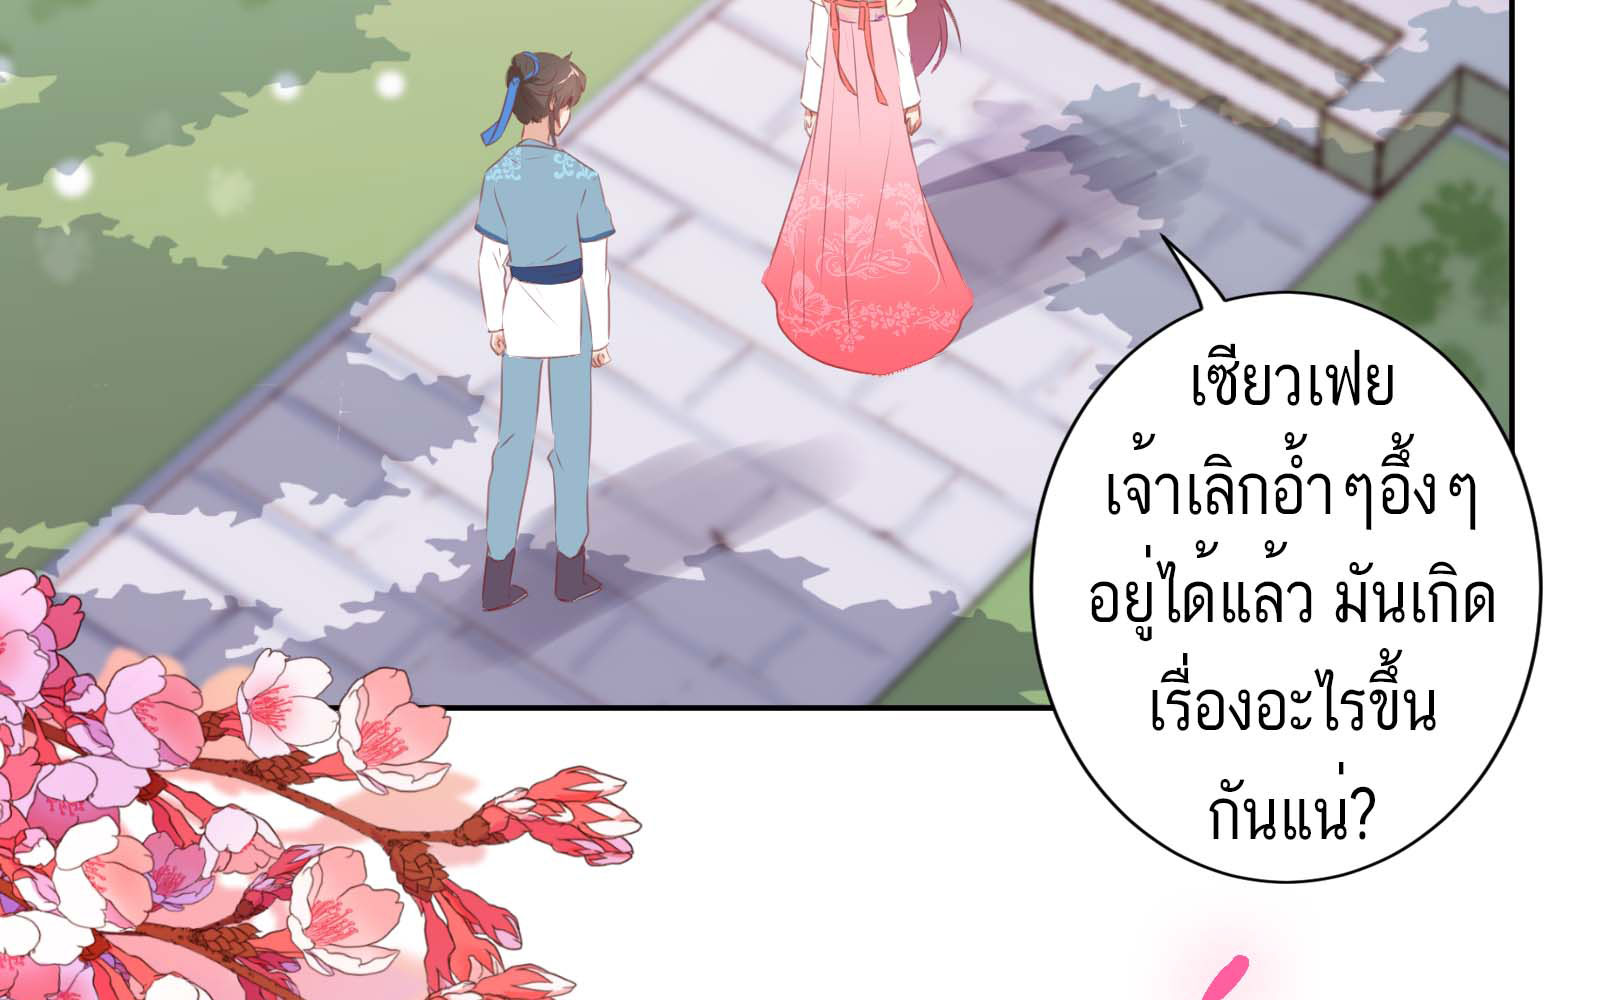 เซียวเฟย
เจ้าเลิกอ้ำๆอึ้งๆ
อยู่ได้แล้ว มันเกิด
เรื่องอะไรขึ้น
กันแน่?